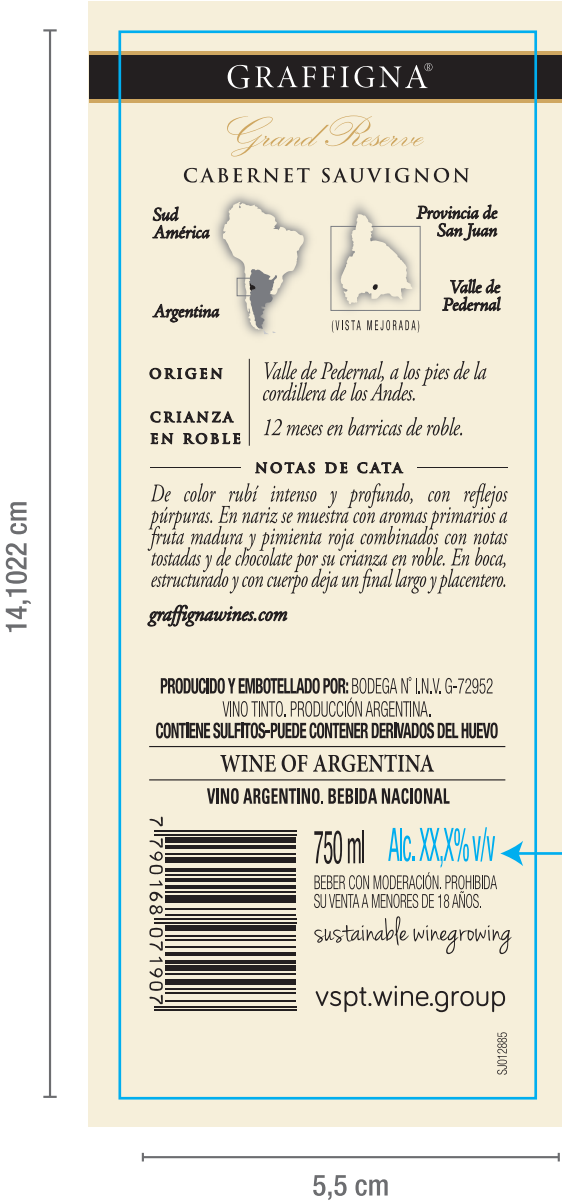 GRAFFIGNA®
Grand Reserve
CABERNET SAUVIGNON
Sud
América
Argentina
Provincia de
San Juan
Valle de
Pedernal
(VISTA MEJORADA)
ORIGEN
Valle de Pedernal, a los pies de la
cordillera de los Andes.
CRIANZA
EN ROBLE
12 meses en barricas de roble.
NOTAS DE CATA
De color rubí intenso y profundo, con reflejos
púrpuras. En nariz se muestra con aromas primarios a
fruta madura y pimienta roja combinados con notas
tostadas y de chocolate por su crianza en roble. En boca,
estructurado y con cuerpo deja un final largo y placentero.
graffignawines.com
PRODUCIDO Y EMBOTELLADO POR: BODEGA N° I.N.V. G-72952
VINO TINTO. PRODUCCIÓN ARGENTINA.
CONTIENE SULFITOS-PUEDE CONTENER DERIVADOS DEL HUEVO
WINE OF ARGENTINA
VINO ARGENTINO. BEBIDA NACIONAL
7 790168 071907
750 ml Alc. XX,X% v/v
BEBER CON MODERACIÓN. PROHIBIDA
SU VENTA A MENORES DE 18 AÑOS.
sustainable winegrowing
vspt.wine.group
SJ012885
14,1022 cm
5,5 cm